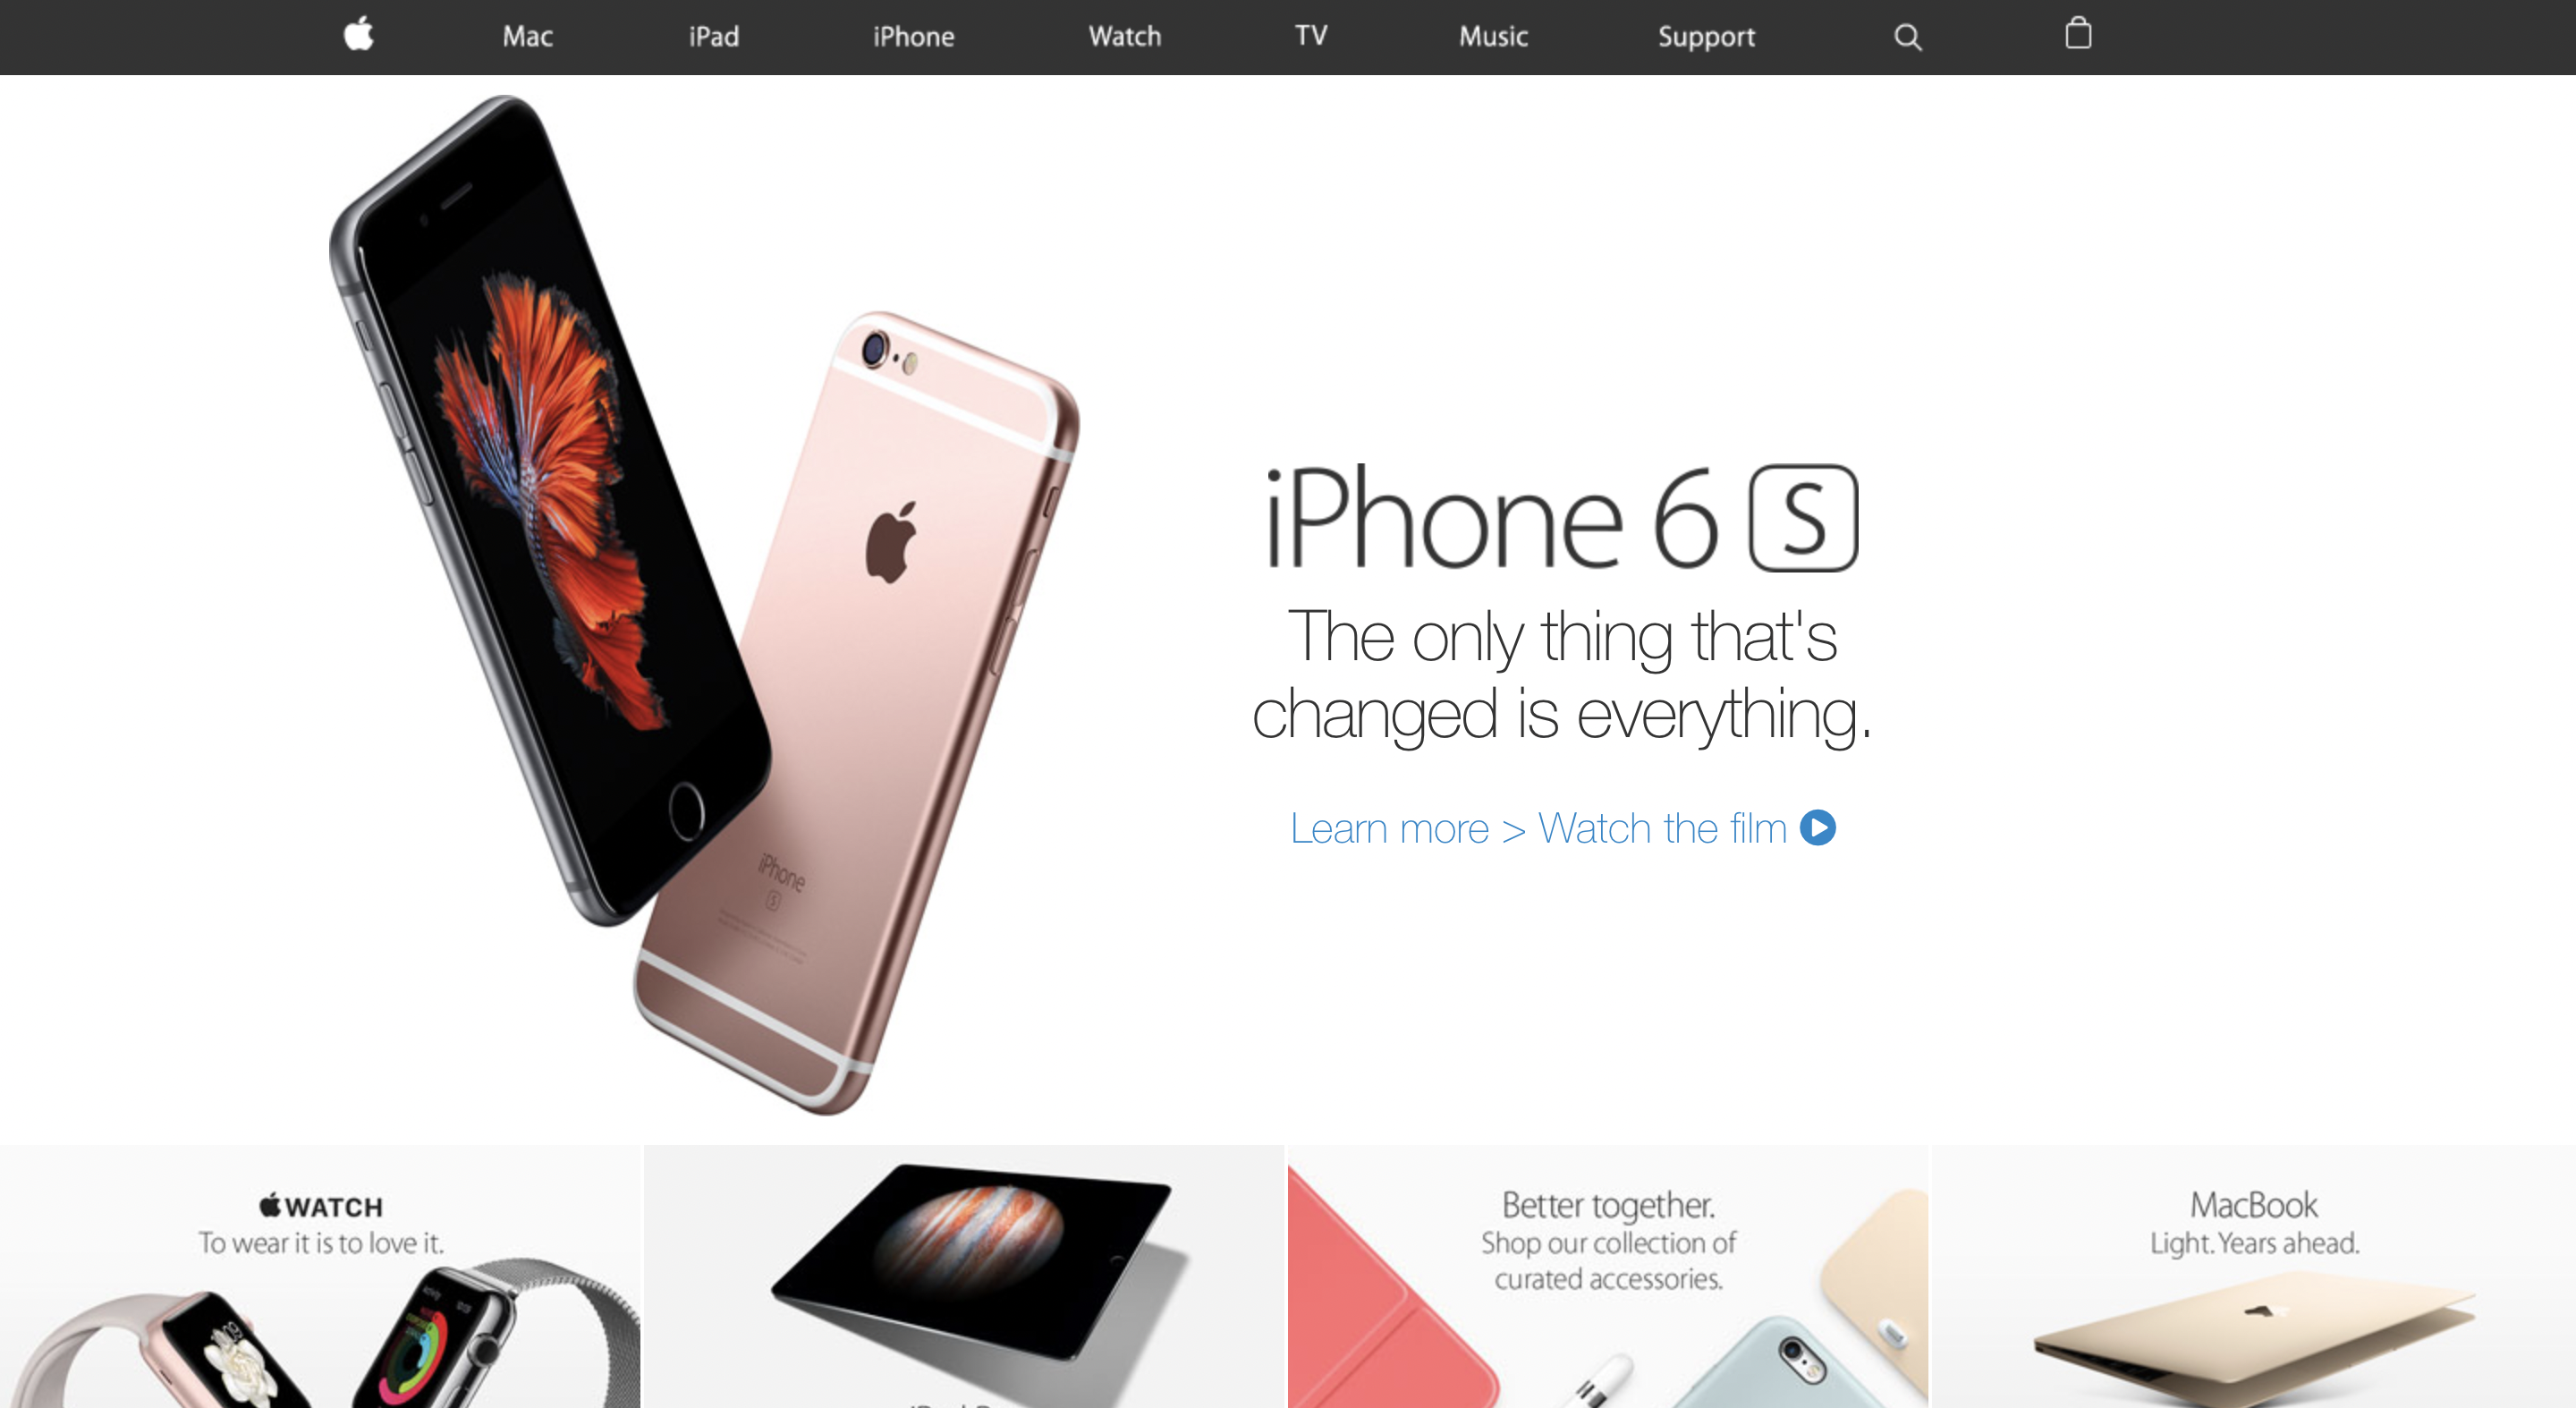 Mac
iPad
iPhone
Watch
TV
Music
Support
iPhone 6 S
The only thing that's
changed is everything.
Learn more > Watch the film
iPhone
S
WATCH
To wear it is to love it.
Better together.
Shop our collection of
curated accessories.
MacBook
Light. Years ahead.